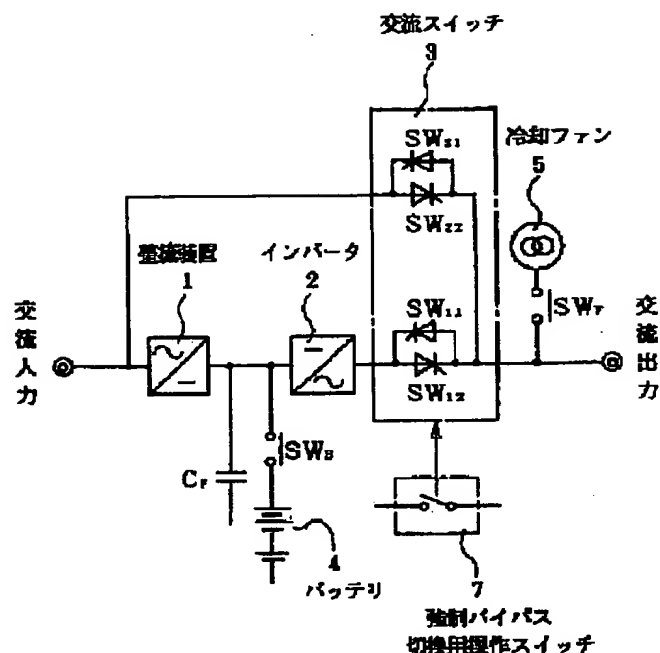 交流スイッチ
3
SW₂₁
冷却ファン
5
SW₂₂
整流装置
1
インバータ
2
SW₁₁
SW_F
交流入力
交流出力
SW₁₂
SW_B
C_F
4
バッテリ
7
強制バイパス
切換用操作スイッチ